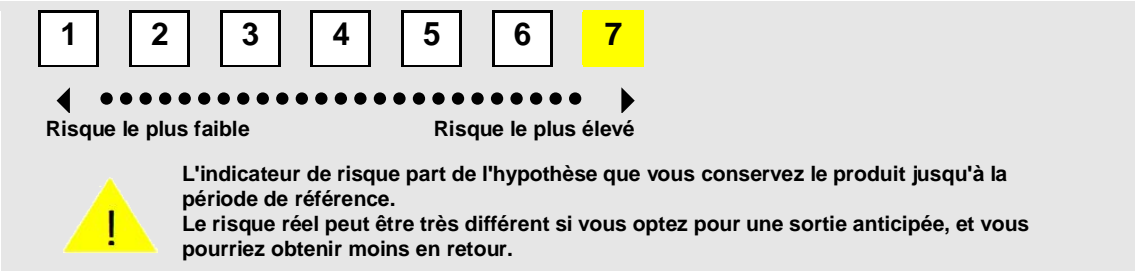 1 2 3 4 5 6 7
Risque le plus faible Risque le plus élevé
L'indicateur de risque part de l'hypothèse que vous conservez le produit jusqu'à la
période de référence.
Le risque réel peut être très différent si vous optez pour une sortie anticipée, et vous
pourriez obtenir moins en retour.
!